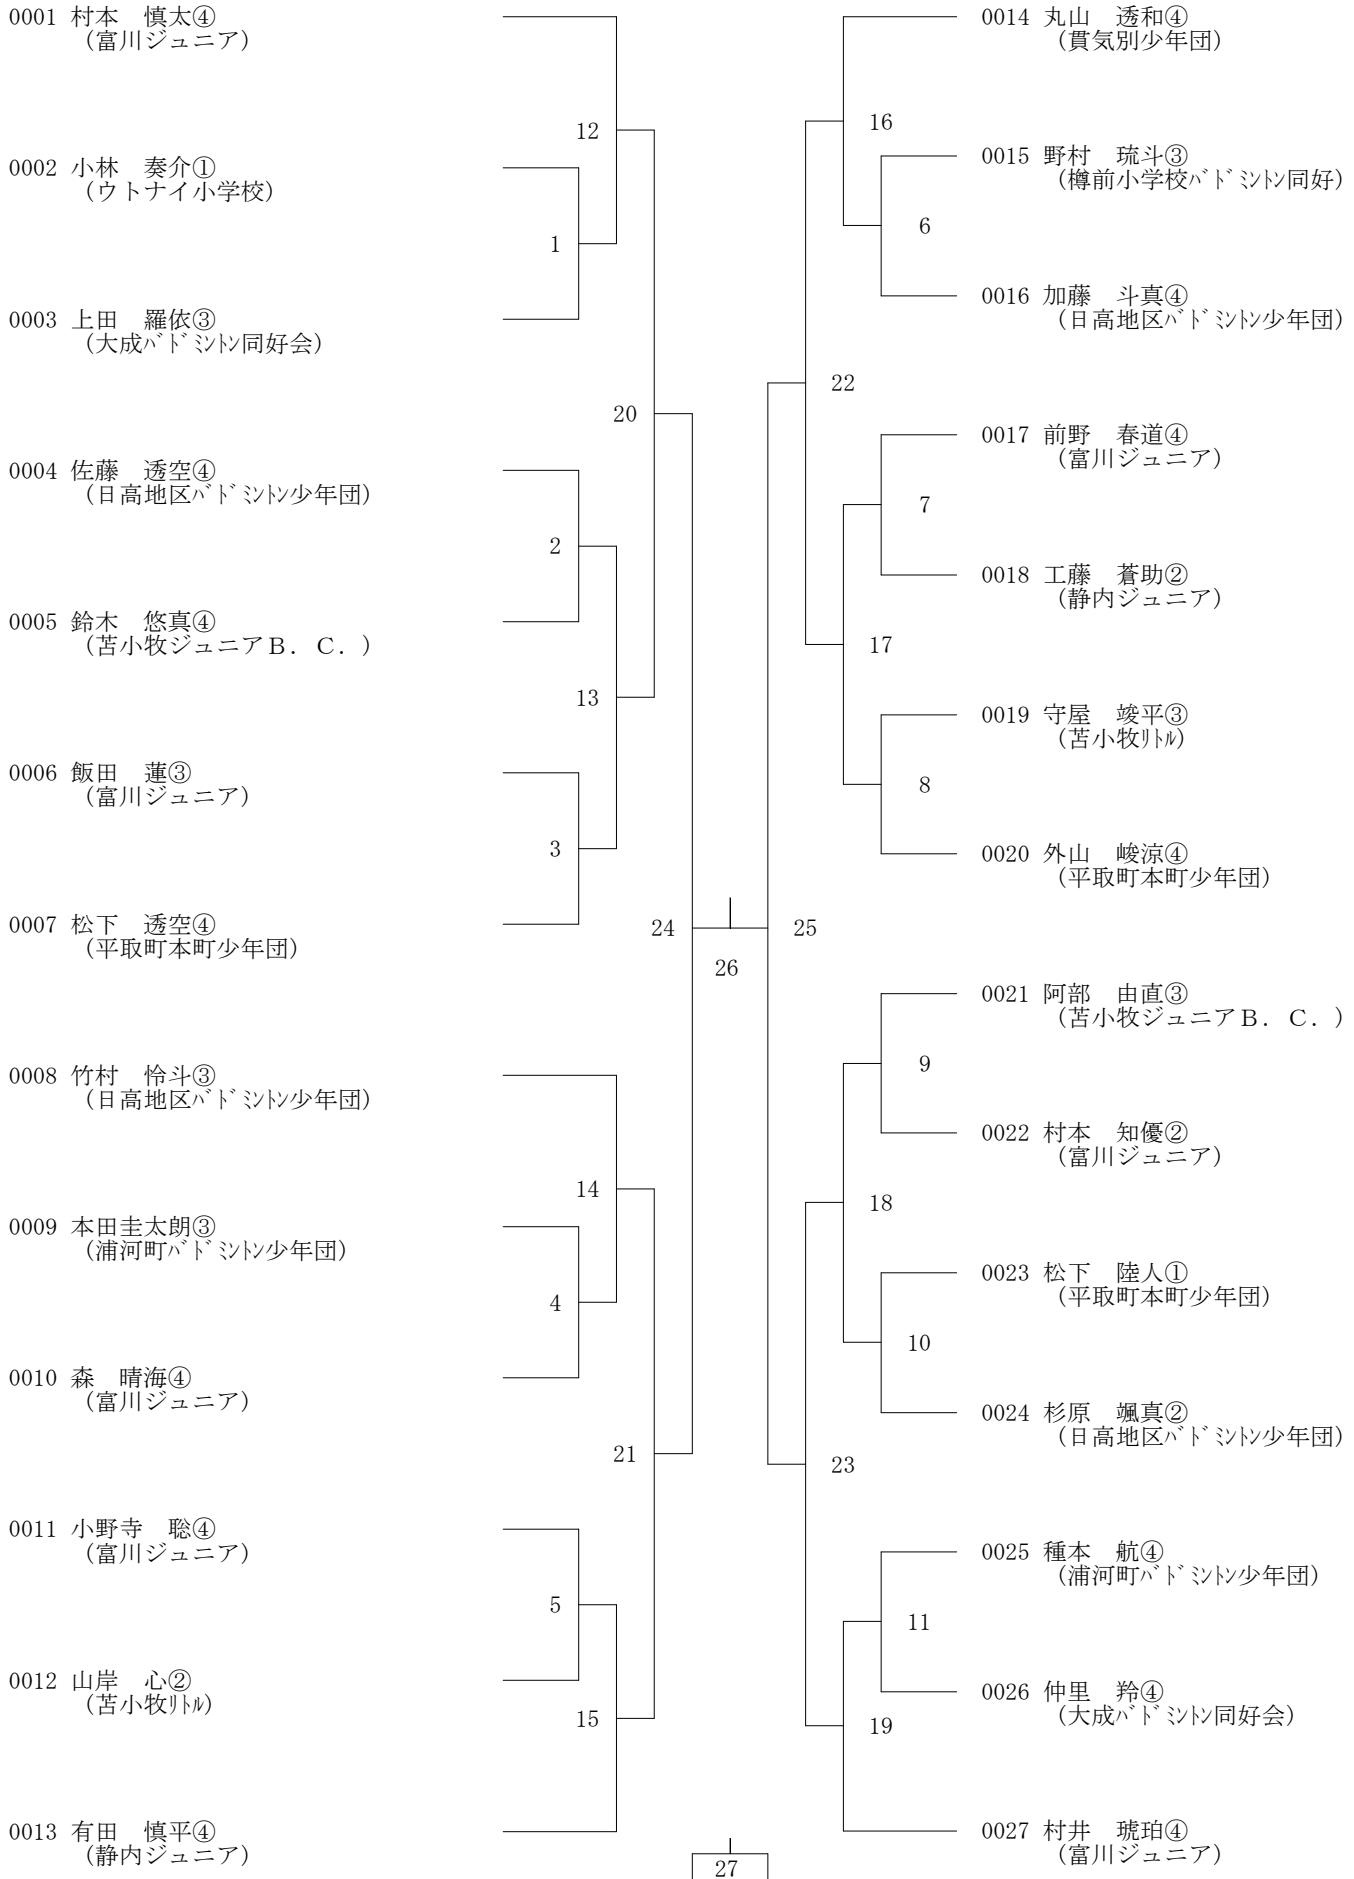 0001 村本　慎太④
(富川ジュニア)
12
0002 小林　奏介①
(ウトナイ小学校)
1
0003 上田　羅依③
(大成ﾊﾞﾄﾞﾐﾝﾄﾝ同好会)
20
0004 佐藤　透空④
(日高地区ﾊﾞﾄﾞﾐﾝﾄﾝ少年団)
2
0005 鈴木　悠真④
(苫小牧ジュニアＢ．Ｃ．)
13
0006 飯田　蓮③
(富川ジュニア)
3
0007 松下　透空④
(平取町本町少年団)
24
26
0008 竹村　怜斗③
(日高地区ﾊﾞﾄﾞﾐﾝﾄﾝ少年団)
14
0009 本田圭太朗③
(浦河町ﾊﾞﾄﾞﾐﾝﾄﾝ少年団)
4
0010 森　晴海④
(富川ジュニア)
21
0011 小野寺　聡④
(富川ジュニア)
5
0012 山岸　心②
(苫小牧ﾘﾄﾙ)
15
0013 有田　慎平④
(静内ジュニア)
27
0014 丸山　透和④
(貫気別少年団)
16
0015 野村　琉斗③
(樽前小学校ﾊﾞﾄﾞﾐﾝﾄﾝ同好)
6
0016 加藤　斗真④
(日高地区ﾊﾞﾄﾞﾐﾝﾄﾝ少年団)
22
0017 前野　春道④
(富川ジュニア)
7
0018 工藤　蒼助②
(静内ジュニア)
17
0019 守屋　竣平③
(苫小牧ﾘﾄﾙ)
8
0020 外山　峻涼④
(平取町本町少年団)
25
0021 阿部　由直③
(苫小牧ジュニアＢ．Ｃ．)
9
0022 村本　知優②
(富川ジュニア)
18
0023 松下　陸人①
(平取町本町少年団)
10
0024 杉原　颯真②
(日高地区ﾊﾞﾄﾞﾐﾝﾄﾝ少年団)
23
0025 種本　航④
(浦河町ﾊﾞﾄﾞﾐﾝﾄﾝ少年団)
11
0026 仲里　羚④
(大成ﾊﾞﾄﾞﾐﾝﾄﾝ同好会)
19
0027 村井　琥珀④
(富川ジュニア)